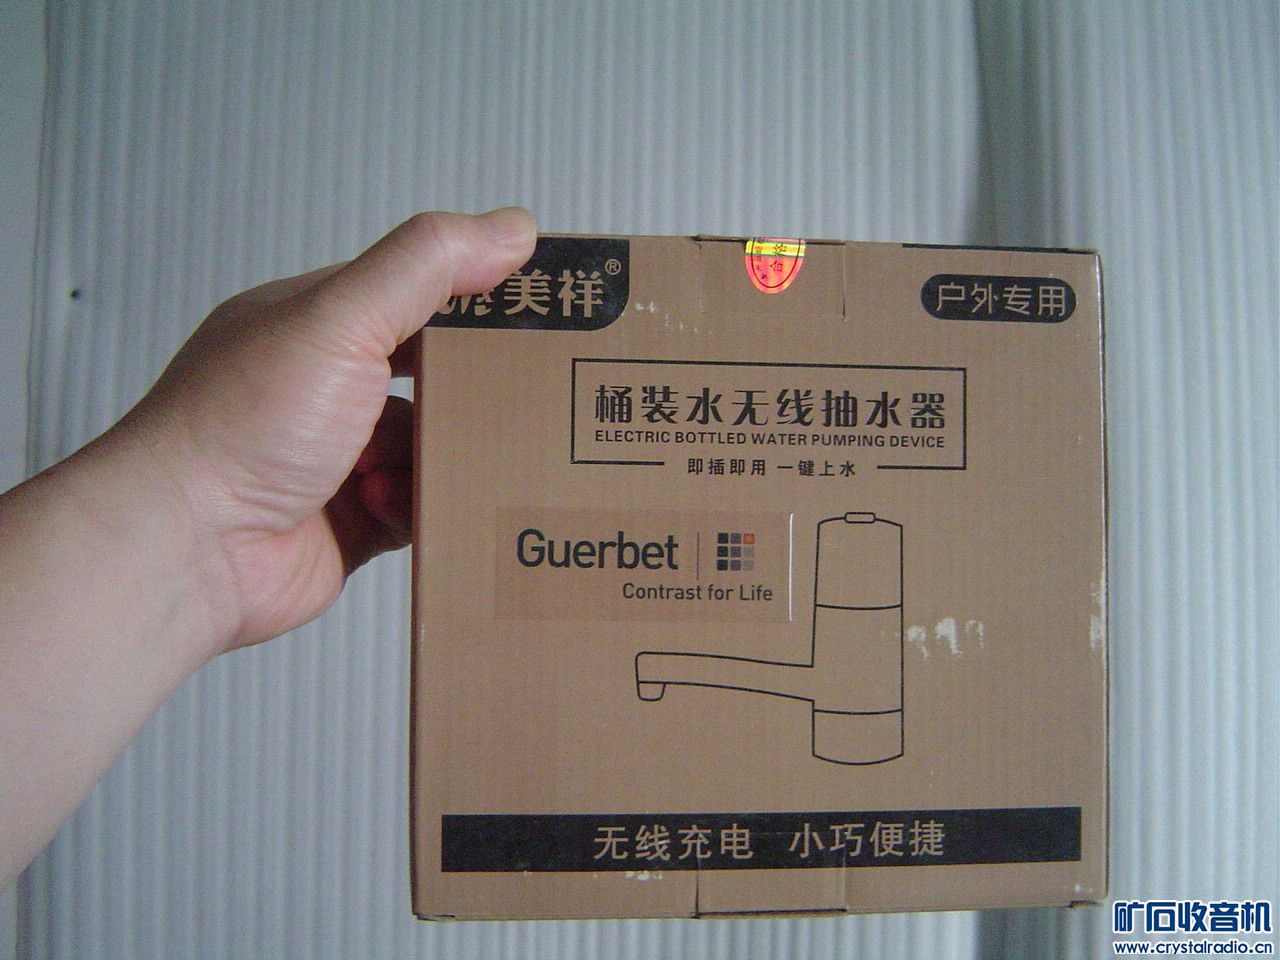 美祥®
户外专用
桶装水无线抽水器
ELECTRIC BOTTLED WATER PUMPING DEVICE
即插即用 一键上水
Guerbet
Contrast for Life
无线充电 小巧便捷
矿石收音机
www.crystalradio.cn